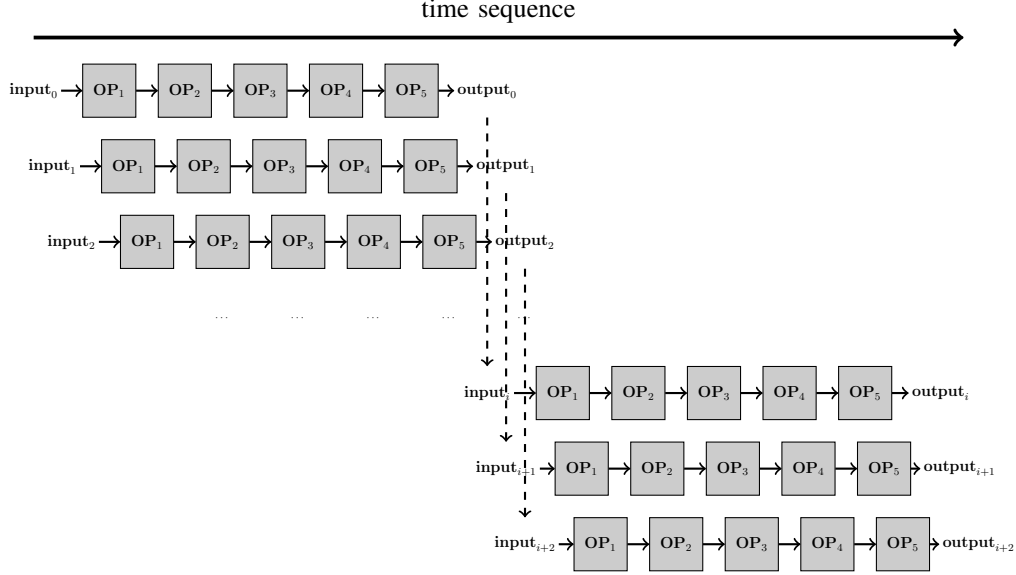 time sequence
input₀ OP₁ OP₂ OP₃ OP₄ OP₅ output₀
input₁ OP₁ OP₂ OP₃ OP₄ OP₅ output₁
input₂ OP₁ OP₂ OP₃ OP₄ OP₅ output₂
... ... ... ... ...
inputᵢ OP₁ OP₂ OP₃ OP₄ OP₅ outputᵢ
inputᵢ₊₁ OP₁ OP₂ OP₃ OP₄ OP₅ outputᵢ₊₁
inputᵢ₊₂ OP₁ OP₂ OP₃ OP₄ OP₅ outputᵢ₊₂